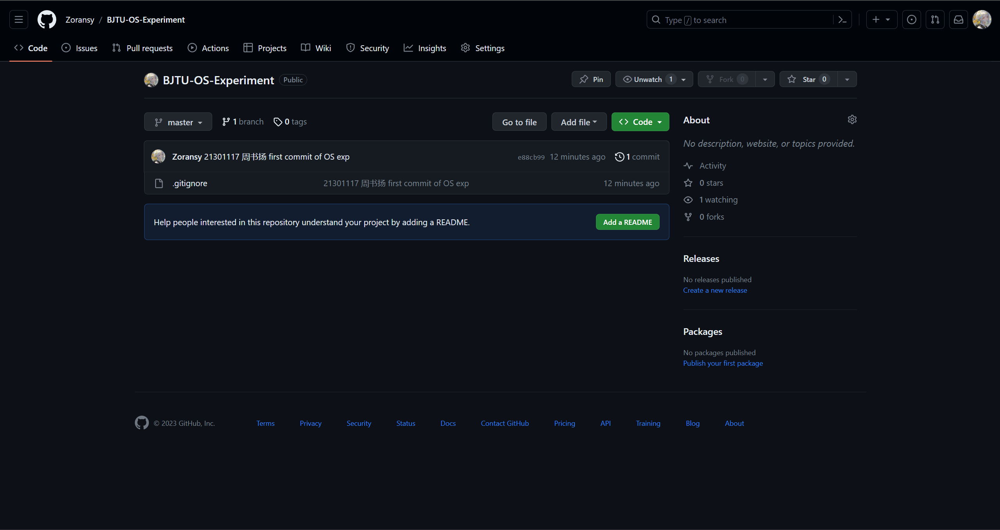 Zoransy / BJTU-OS-Experiment
Type / to search
Code Issues Pull requests Actions Projects Wiki Security Insights Settings
BJTU-OS-Experiment Public
Pin Unwatch 1 Fork 0 Star 0
master 1 branch 0 tags Go to file Add file Code
Zoransy 21301117 周书扬 first commit of OS exp e88cb99 12 minutes ago 1 commit
.gitignore 21301117 周书扬 first commit of OS exp 12 minutes ago
Help people interested in this repository understand your project by adding a README. Add a README
About
No description, website, or topics provided.
Activity
0 stars
1 watching
0 forks
Releases
No releases published
Create a new release
Packages
No packages published
Publish your first package
© 2023 GitHub, Inc. Terms Privacy Security Status Docs Contact GitHub Pricing API Training Blog About